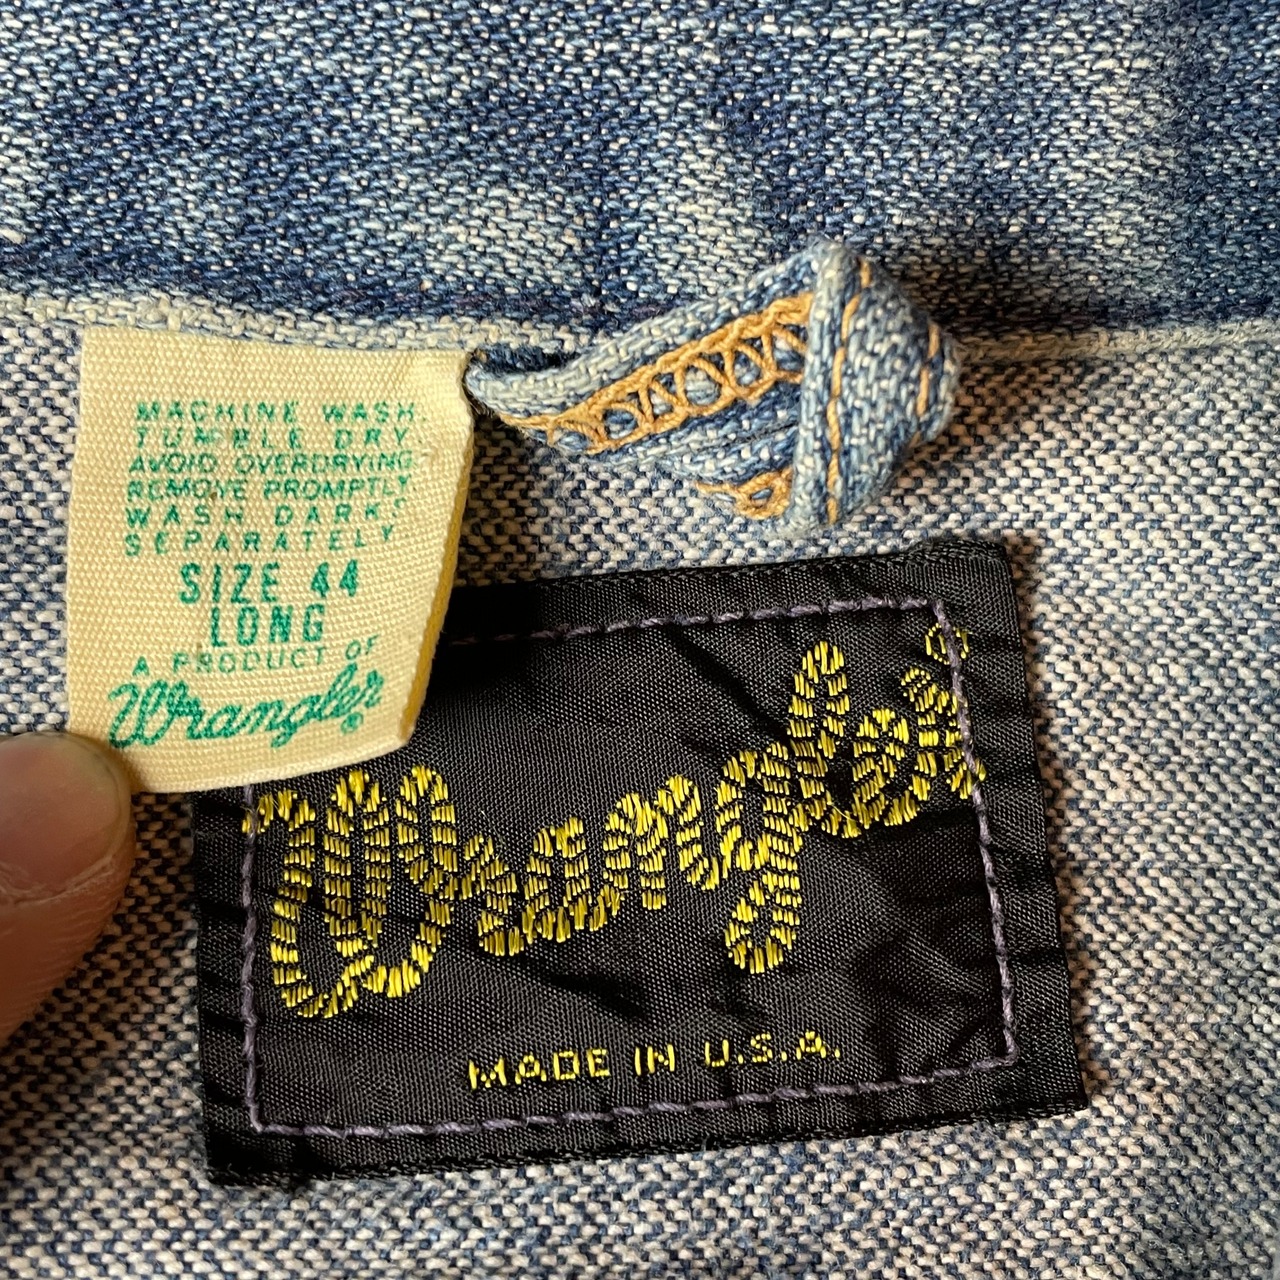 MACHINE WASH.
TUMBLE DRY.
AVOID OVERDRYING.
REMOVE PROMPTLY
WASH DARKS
SEPARATELY
SIZE 44
LONG
A PRODUCT OF
Wrangler®
Wrangler
MADE IN U.S.A.